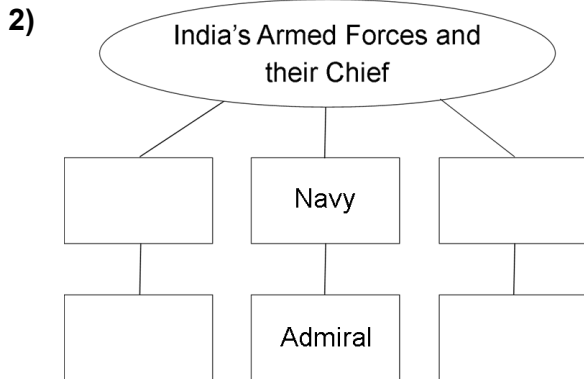 2)
India’s Armed Forces and
their Chief
Navy
Admiral